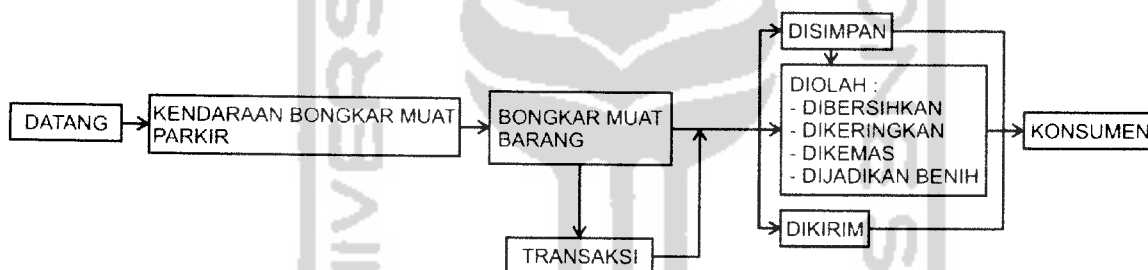 DATANG
KENDARAAN BONGKAR MUAT
PARKIR
BONGKAR MUAT
BARANG
TRANSAKSI
DISIMPAN
DIOLAH :
- DIBERSIHKAN
- DIKERINGKAN
- DIKEMAS
- DIJADIKAN BENIH
DIKIRIM
KONSUMEN